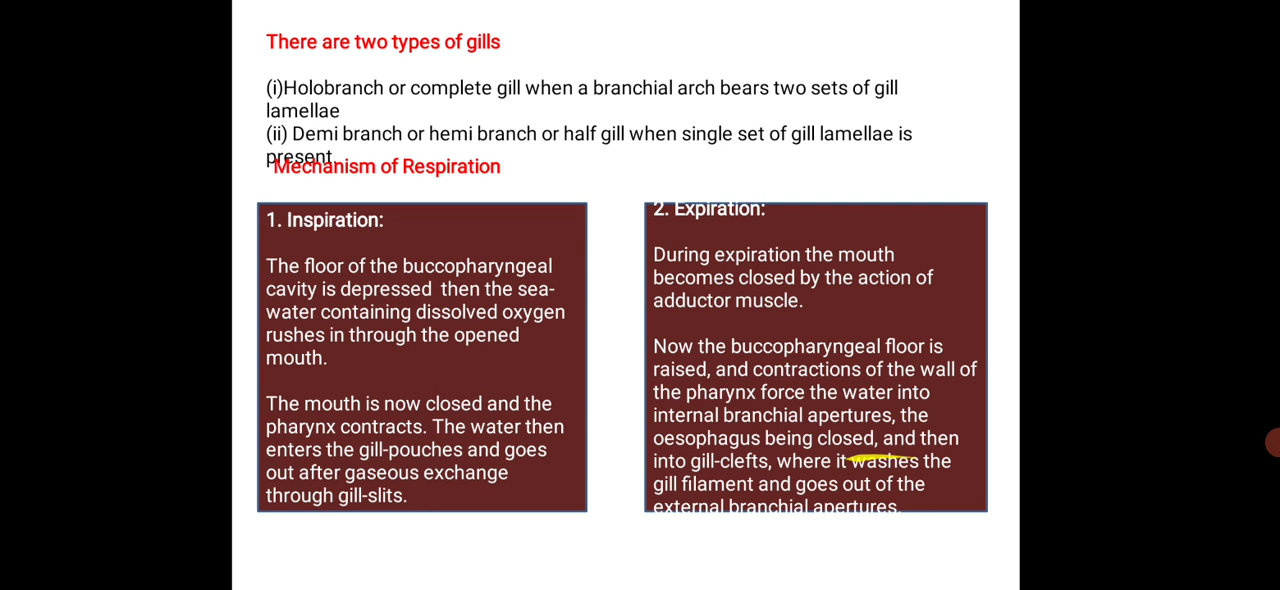 There are two types of gills
(i)Holobranch or complete gill when a branchial arch bears two sets of gill
lamellae
(ii) Demi branch or hemi branch or half gill when single set of gill lamellae is
present.
Mechanism of Respiration
1. Inspiration:
The floor of the buccopharyngeal
cavity is depressed then the sea-
water containing dissolved oxygen
rushes in through the opened
mouth.
The mouth is now closed and the
pharynx contracts. The water then
enters the gill-pouches and goes
out after gaseous exchange
through gill-slits.
2. Expiration:
During expiration the mouth
becomes closed by the action of
adductor muscle.
Now the buccopharyngeal floor is
raised, and contractions of the wall of
the pharynx force the water into
internal branchial apertures, the
oesophagus being closed, and then
into gill-clefts, where it washes the
gill filament and goes out of the
external branchial apertures.